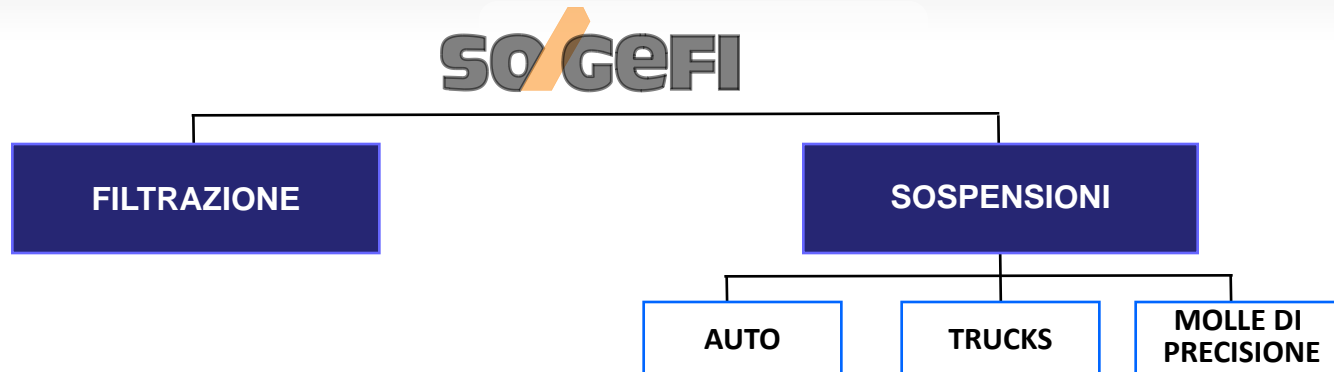 SOGEFI
FILTRAZIONE
SOSPENSIONI
AUTO
TRUCKS
MOLLE DI
PRECISIONE